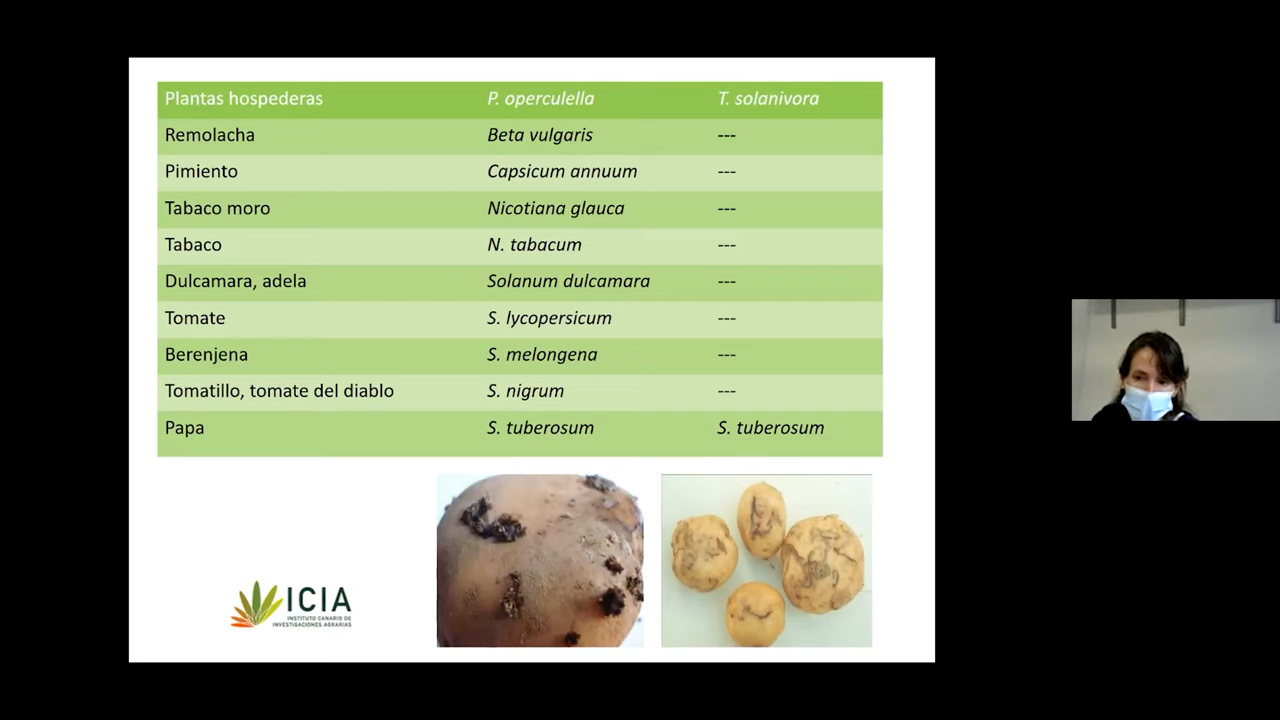 Plantas hospederas P. operculella T. solanivora
Remolacha Beta vulgaris ---
Pimiento Capsicum annuum ---
Tabaco moro Nicotiana glauca ---
Tabaco N. tabacum ---
Dulcamara, adela Solanum dulcamara ---
Tomate S. lycopersicum ---
Berenjena S. melongena ---
Tomatillo, tomate del diablo S. nigrum ---
Papa S. tuberosum S. tuberosum
ICIA
INSTITUTO CANARIO DE
INVESTIGACIONES AGRARIAS